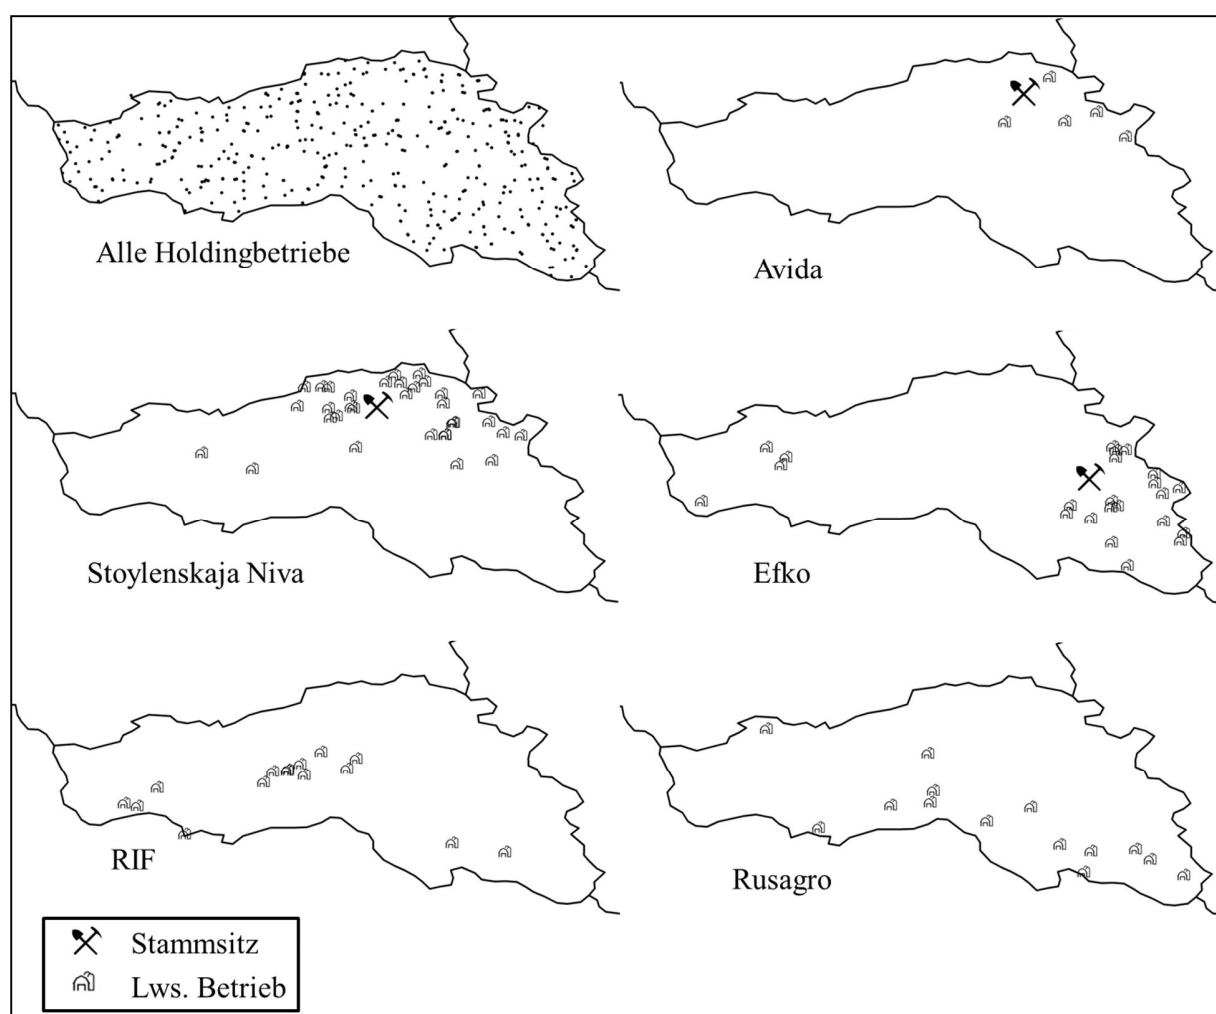 Alle Holdingbetriebe
Avida
Stoylenskaja Niva
Efko
RIF
Rusagro
Stammsitz
Lws. Betrieb